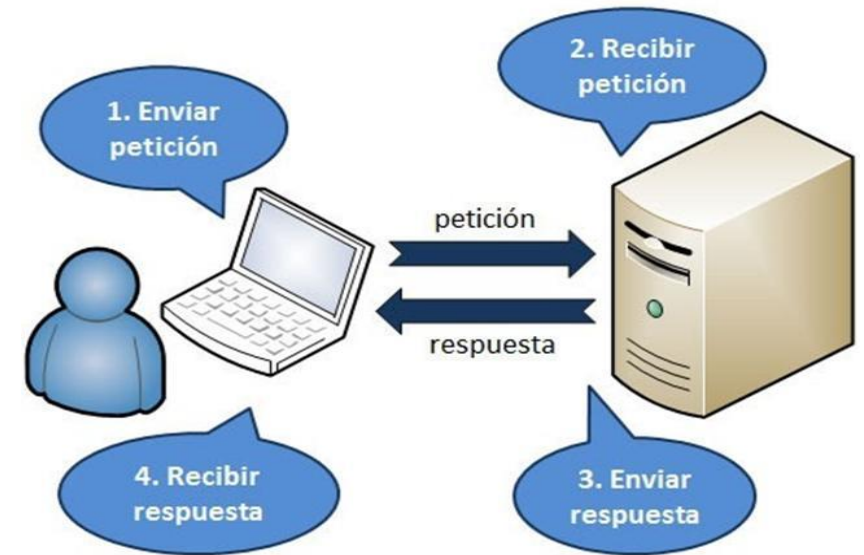 1. Enviar
petición
2. Recibir
petición
petición
respuesta
3. Enviar
respuesta
4. Recibir
respuesta